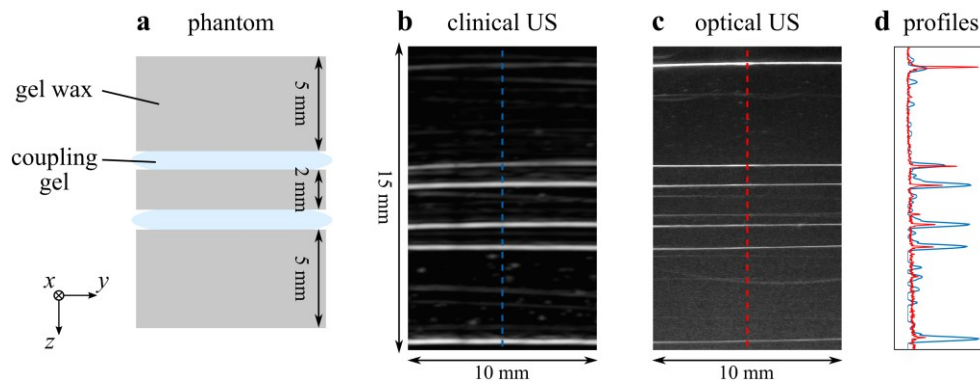 a phantom
b clinical US
c optical US
d profiles
gel wax
coupling
gel
5 mm
2 mm
5 mm
x
y
z
15 mm
10 mm
10 mm